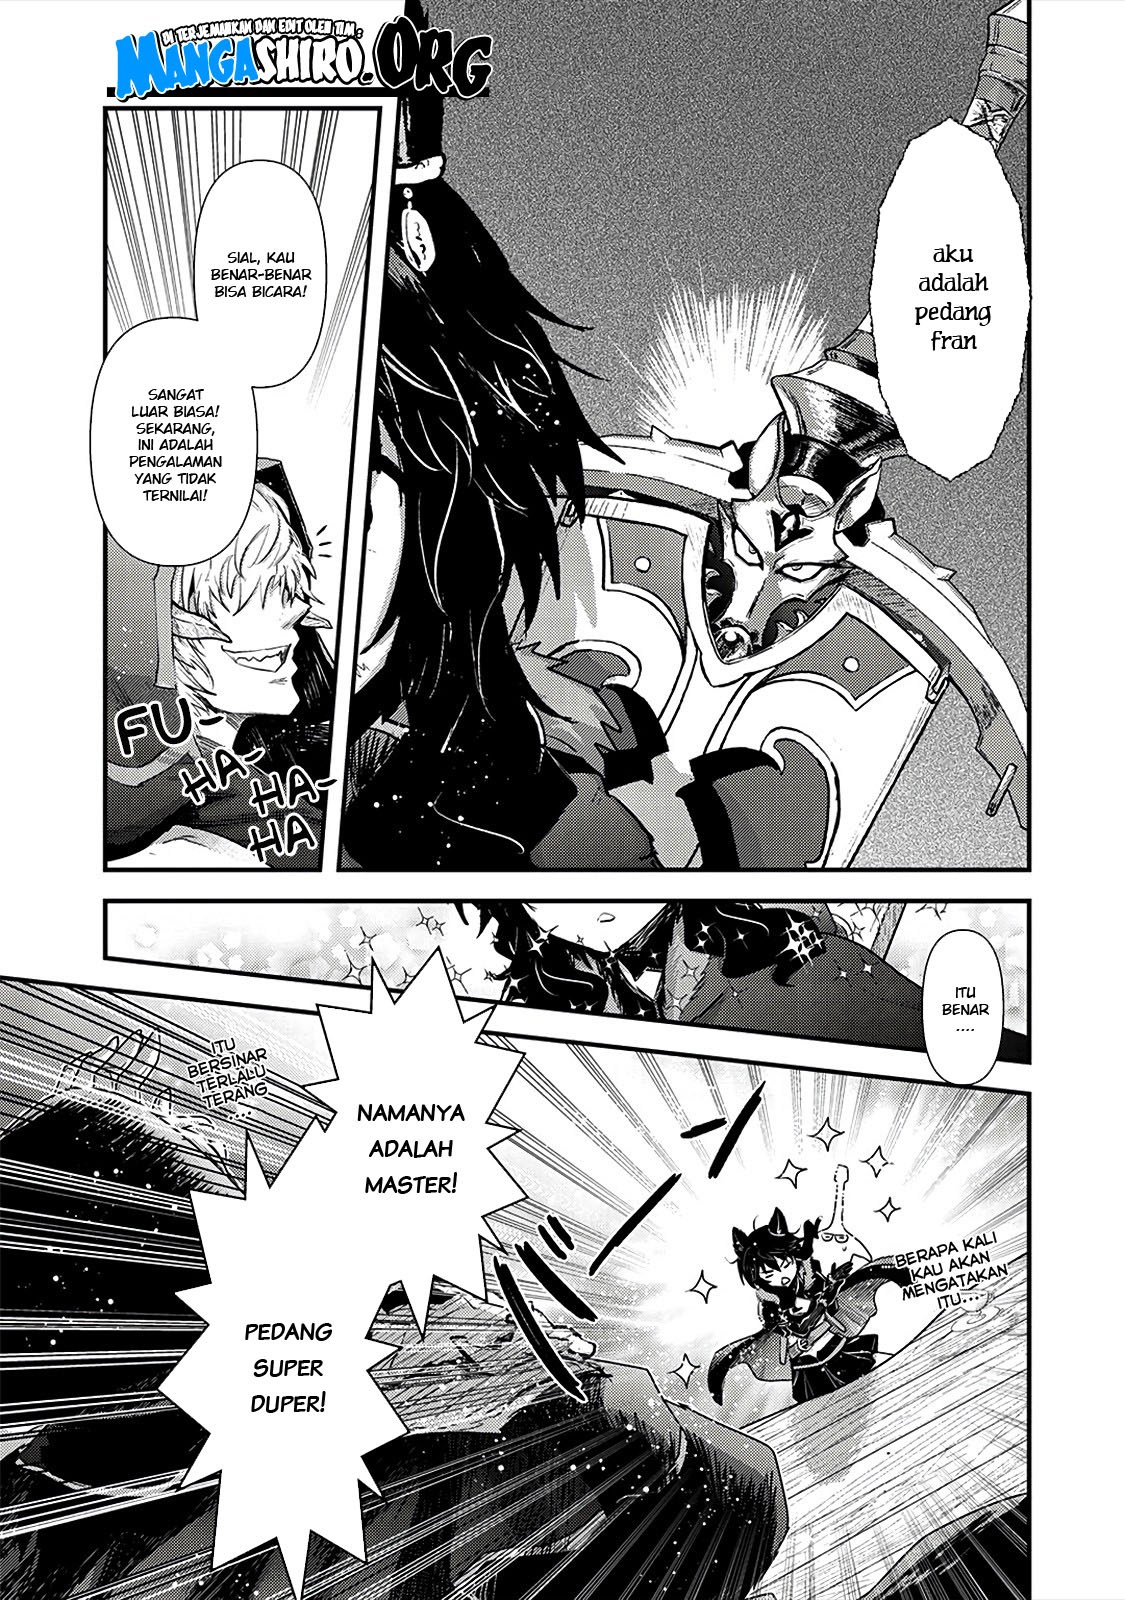 DI TERJEMAHKAN DAN EDIT OLEH TIM :
MANGASHIRO.ORG
aku
adalah
pedang
fran
SIAL, KAU
BENAR-BENAR
BISA BICARA!
SANGAT
LUAR BIASA!
SEKARANG,
INI ADALAH
PENGALAMAN
YANG TIDAK
TERNILAI!
FU-
HA-
HA-
HA
ITU
BENAR
....
NAMANYA
ADALAH
MASTER!
PEDANG
SUPER
DUPER!
BERAPA KALI
KAU AKAN
MENGATAKAN
ITU....
ITU
BERSINAR
TERLALU
TERANG
....